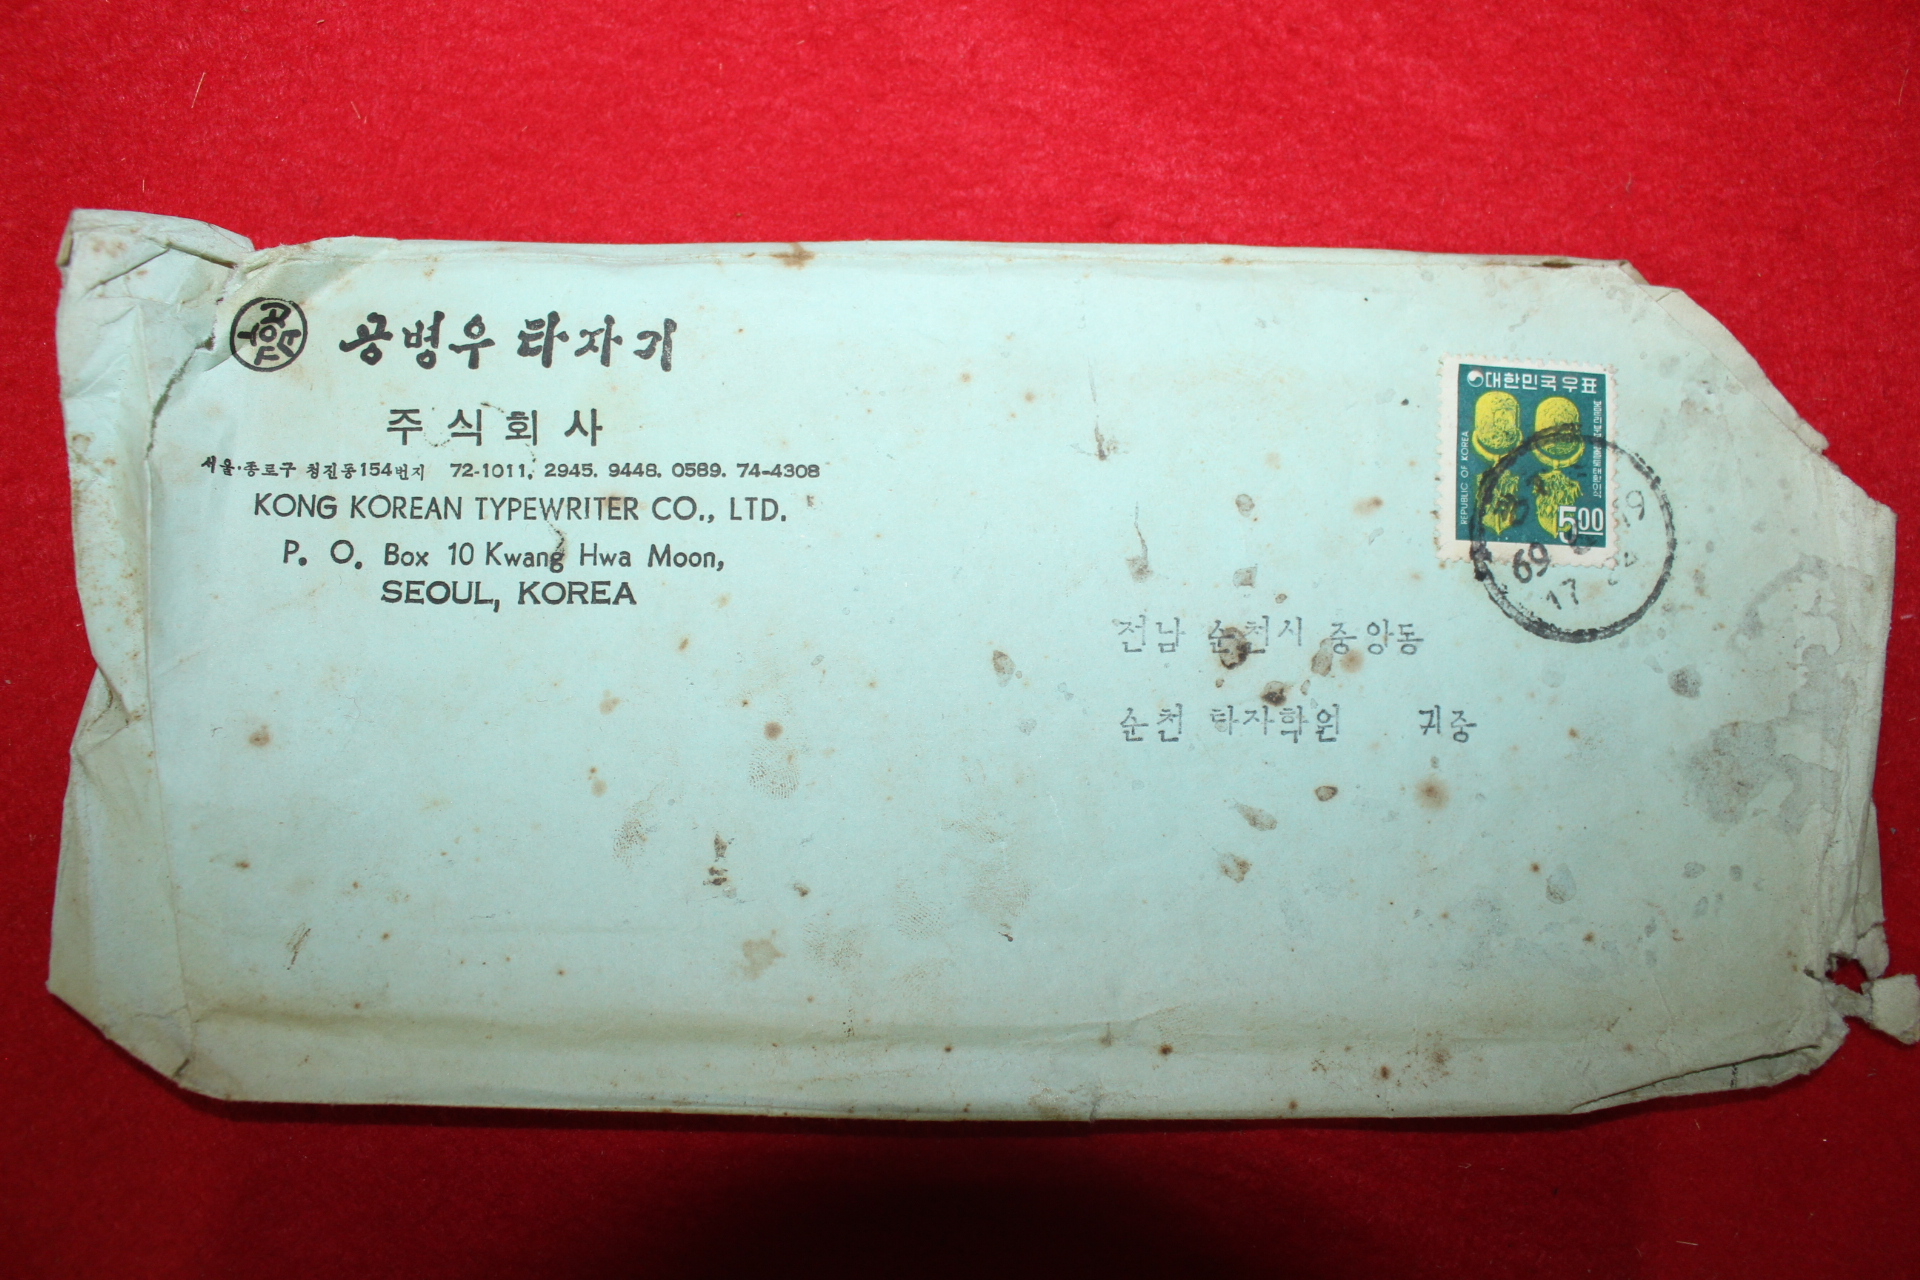 공병우 타자기
주식회사
서울·종로구 청진동154번지 72-1011, 2945. 9448. 0589. 74-4308
KONG KOREAN TYPEWRITER CO., LTD.
P. O. Box 10 Kwang Hwa Moon,
SEOUL, KOREA
대한민국우표
REPUBLIC OF KOREA
5.00
69
17
전남 순천시 중앙동
순천 타자학원 귀중